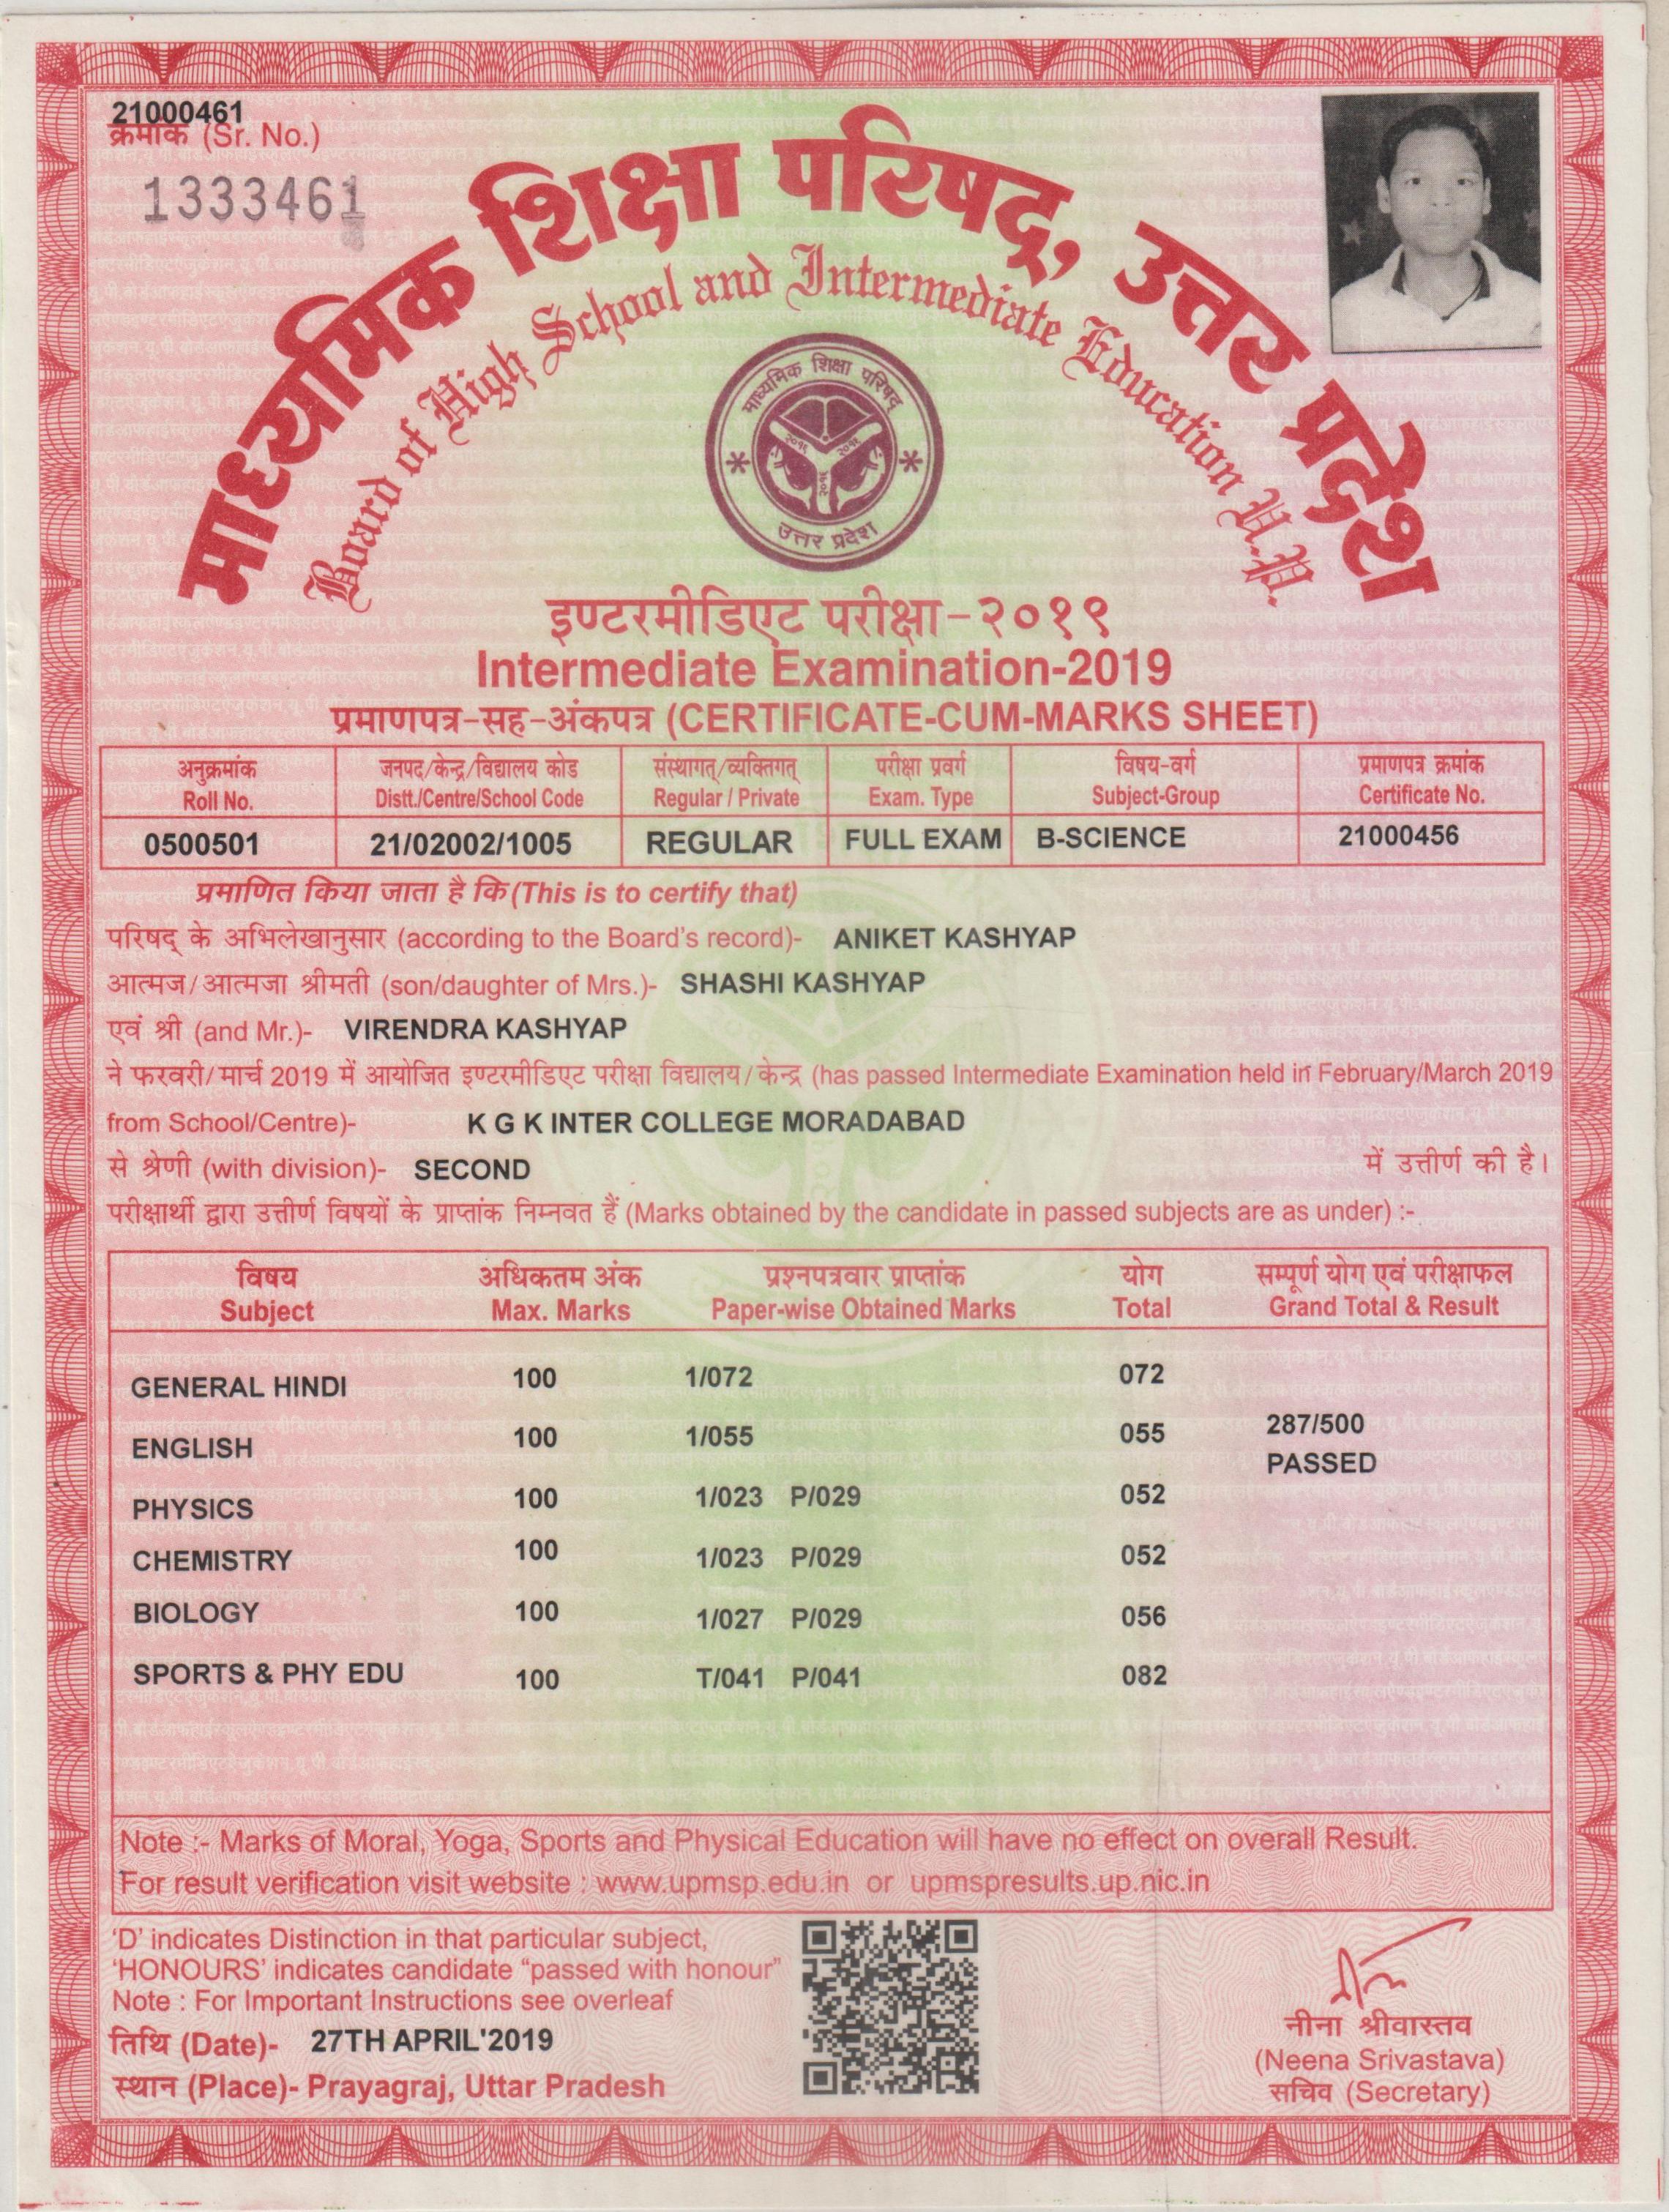 21000461
क्रमांक (Sr. No.)
1333461
माध्यमिक शिक्षा परिषद्, उत्तर प्रदेश
Board of High School and Intermediate Education U.P.
माध्यमिक शिक्षा परिषद्
२०१६ २०१६
२०१६
उत्तर प्रदेश
इण्टरमीडिएट परीक्षा-२०१९
Intermediate Examination-2019
प्रमाणपत्र-सह-अंकपत्र (CERTIFICATE-CUM-MARKS SHEET)
अनुक्रमांक जनपद/केन्द्र/विद्यालय कोड संस्थागत्/व्यक्तिगत् परीक्षा प्रवर्ग विषय-वर्ग प्रमाणपत्र क्रमांक
Roll No. Distt./Centre/School Code Regular / Private Exam. Type Subject-Group Certificate No.
0500501 21/02002/1005 REGULAR FULL EXAM B-SCIENCE 21000456
प्रमाणित किया जाता है कि (This is to certify that)
परिषद् के अभिलेखानुसार (according to the Board's record)- ANIKET KASHYAP
आत्मज/आत्मजा श्रीमती (son/daughter of Mrs.)- SHASHI KASHYAP
एवं श्री (and Mr.)- VIRENDRA KASHYAP
ने फरवरी/मार्च 2019 में आयोजित इण्टरमीडिएट परीक्षा विद्यालय/केन्द्र (has passed Intermediate Examination held in February/March 2019
from School/Centre)- K G K INTER COLLEGE MORADABAD
से श्रेणी (with division)- SECOND में उत्तीर्ण की है।
परीक्षार्थी द्वारा उत्तीर्ण विषयों के प्राप्तांक निम्नवत हैं (Marks obtained by the candidate in passed subjects are as under) :-
विषय अधिकतम अंक प्रश्नपत्रवार प्राप्तांक योग सम्पूर्ण योग एवं परीक्षाफल
Subject Max. Marks Paper-wise Obtained Marks Total Grand Total & Result
GENERAL HINDI 100 1/072 072
ENGLISH 100 1/055 055 287/500
PASSED
PHYSICS 100 1/023 P/029 052
CHEMISTRY 100 1/023 P/029 052
BIOLOGY 100 1/027 P/029 056
SPORTS & PHY EDU 100 T/041 P/041 082
Note :- Marks of Moral, Yoga, Sports and Physical Education will have no effect on overall Result.
For result verification visit website : www.upmsp.edu.in or upmspresults.up.nic.in
'D' indicates Distinction in that particular subject,
'HONOURS' indicates candidate "passed with honour"
Note : For Important Instructions see overleaf
तिथि (Date)- 27TH APRIL'2019
स्थान (Place)- Prayagraj, Uttar Pradesh
नीना श्रीवास्तव
(Neena Srivastava)
सचिव (Secretary)